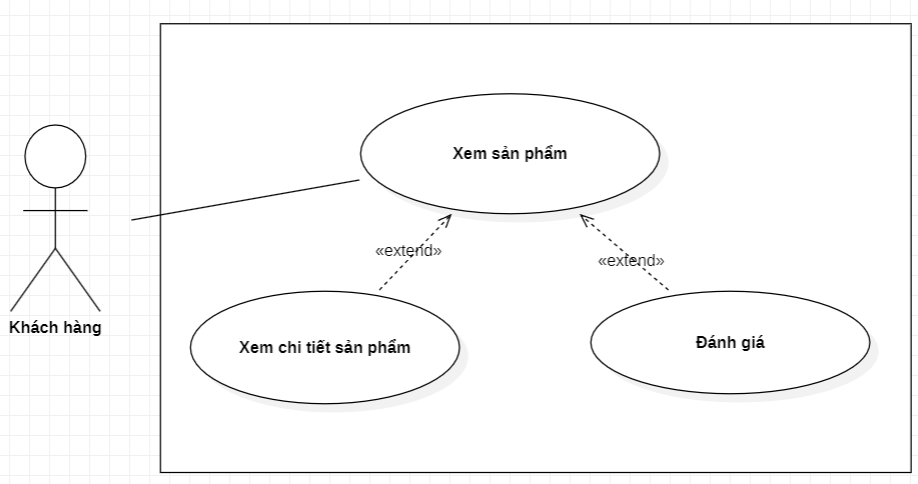 Xem sản phẩm
«extend»
«extend»
Khách hàng
Xem chi tiết sản phẩm
Đánh giá